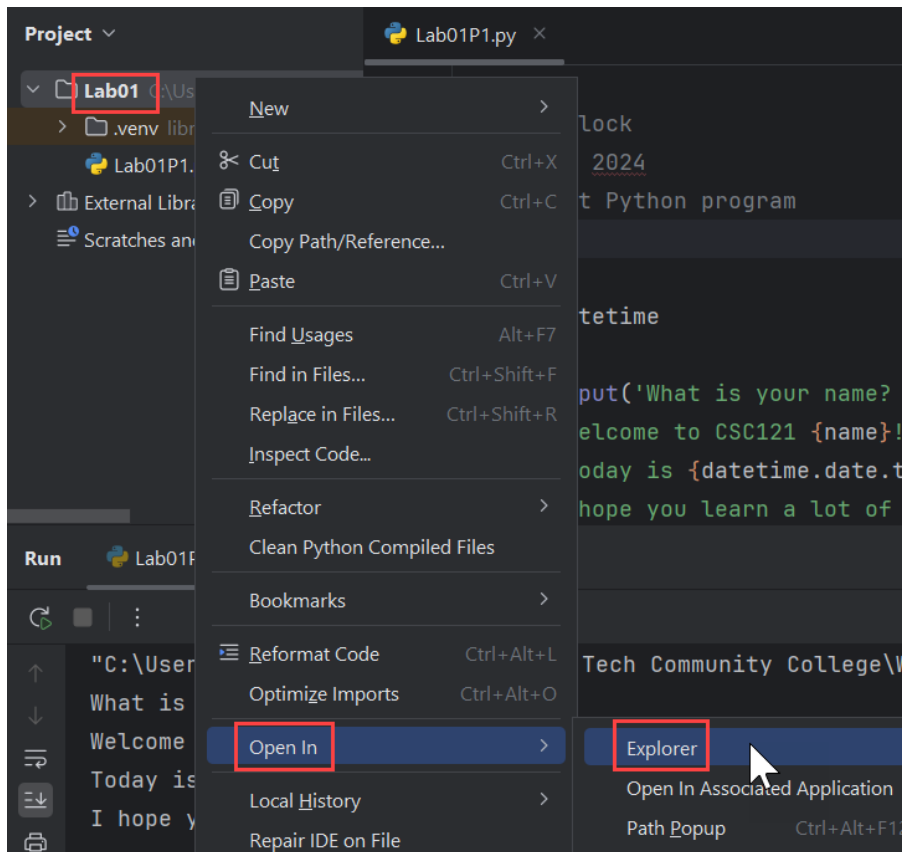 Project
Lab01P1.py
Lab01 C:\Us
.venv libr
Lab01P1.
External Libra
Scratches an
New
Cut Ctrl+X
Copy Ctrl+C
Copy Path/Reference...
Paste Ctrl+V
Find Usages Alt+F7
Find in Files... Ctrl+Shift+F
Replace in Files... Ctrl+Shift+R
Inspect Code...
Refactor
Clean Python Compiled Files
Bookmarks
Reformat Code Ctrl+Alt+L
Optimize Imports Ctrl+Alt+O
Open In
Local History
Repair IDE on File
Explorer
Open In Associated Application
Path Popup Ctrl+Alt+F12
lock
2024
t Python program
tetime
put('What is your name?
elcome to CSC121 {name}!
oday is {datetime.date.t
hope you learn a lot of
Run Lab01P
"C:\User
Tech Community College\W
What is
Welcome
Today is
I hope y